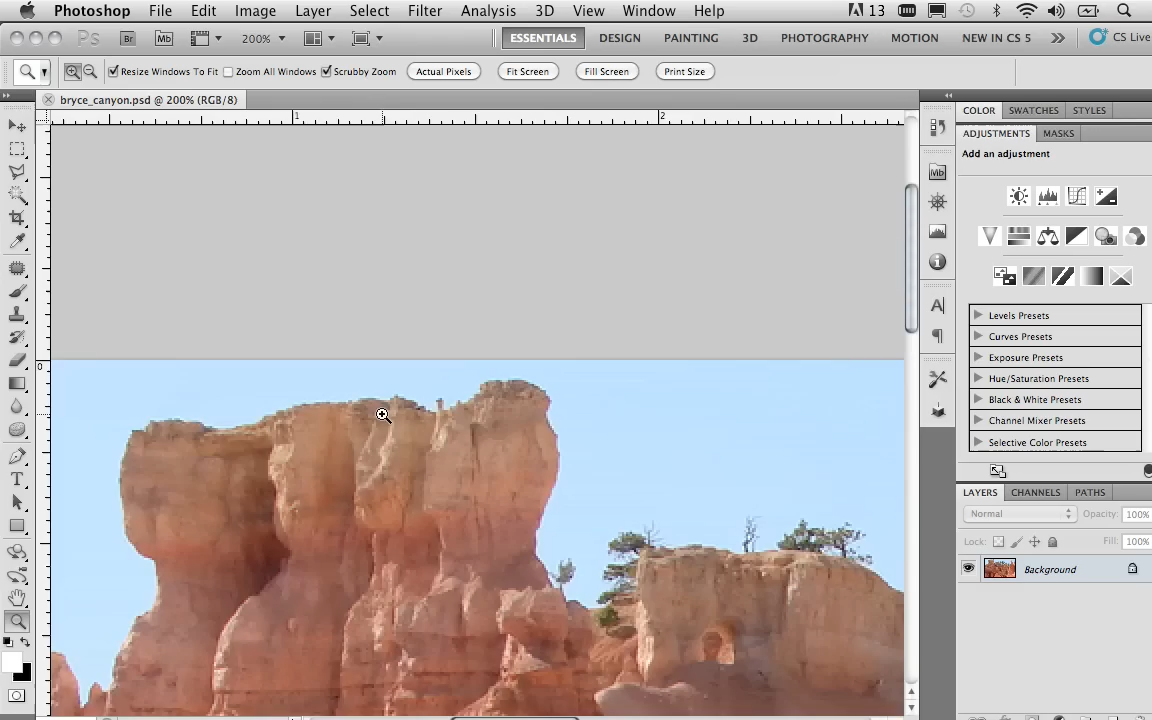 Photoshop File Edit Image Layer Select Filter Analysis 3D View Window Help 13
Ps Br Mb 200% ESSENTIALS DESIGN PAINTING 3D PHOTOGRAPHY MOTION NEW IN CS 5 CS Live
Resize Windows To Fit Zoom All Windows Scrubby Zoom Actual Pixels Fit Screen Fill Screen Print Size
bryce_canyon.psd @ 200% (RGB/8)
1 2
0
COLOR SWATCHES STYLES
ADJUSTMENTS MASKS
Add an adjustment
Mb
A
Levels Presets
Curves Presets
Exposure Presets
Hue/Saturation Presets
Black & White Presets
Channel Mixer Presets
Selective Color Presets
LAYERS CHANNELS PATHS
Normal Opacity: 100%
Lock: Fill: 100%
Background